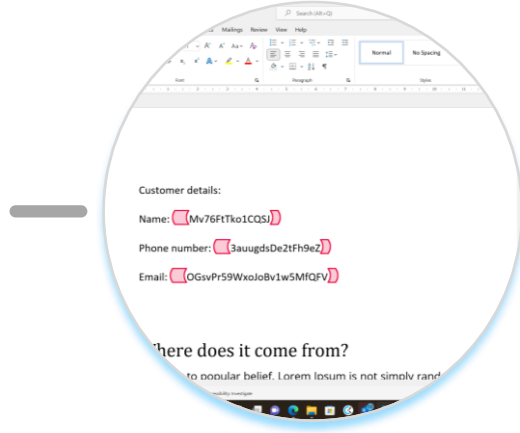 Search (Alt+Q)
Mailings Review View Help
Normal No Spacing
Font Paragraph Styles
Customer details:
Name: Mv76FtTko1CQSJ
Phone number: 3auugdsDe2tFh9eZ
Email: OGsvPr59WxoJoBv1w5MfQFV
here does it come from?
to popular belief, Lorem Ipsum is not simply rand